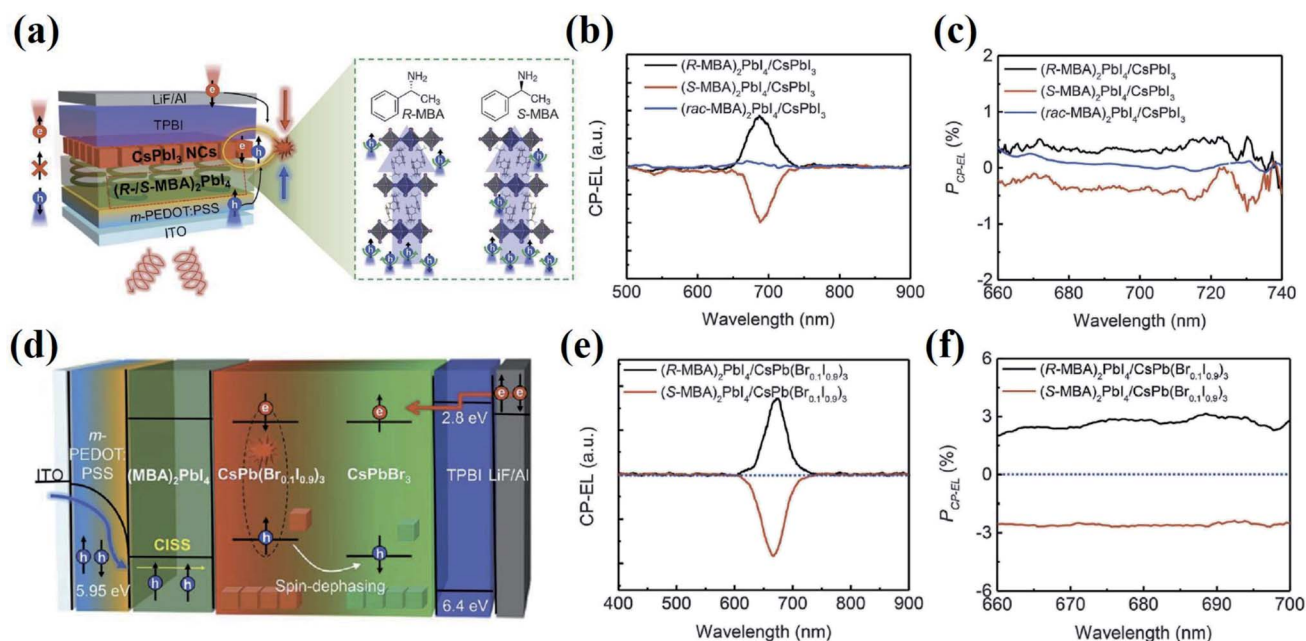 (a)
LiF/Al
TPBI
CsPbI₃ NCs
(R-/S-MBA)₂PbI₄
m-PEDOT:PSS
ITO
e
e
h
h
h
NH₂
CH₃
R-MBA
NH₂
CH₃
S-MBA
h
h
h
h
h
h
h
h
h
h
h
h
(b)
CP-EL (a.u.)
(R-MBA)₂PbI₄/CsPbI₃
(S-MBA)₂PbI₄/CsPbI₃
(rac-MBA)₂PbI₄/CsPbI₃
500 600 700 800 900
Wavelength (nm)
(c)
P_CP-EL (%)
2
1
0
-1
-2
(R-MBA)₂PbI₄/CsPbI₃
(S-MBA)₂PbI₄/CsPbI₃
(rac-MBA)₂PbI₄/CsPbI₃
660 680 700 720 740
Wavelength (nm)
(d)
ITO
m-
PEDOT:
PSS
h h
5.95 eV
(MBA)₂PbI₄
CISS
h h
CsPb(Br₀.₁I₀.₉)₃
e
h
CsPbBr₃
e
h
Spin-dephasing
2.8 eV
TPBI
6.4 eV
LiF/Al
e e
(e)
CP-EL (a.u.)
(R-MBA)₂PbI₄/CsPb(Br₀.₁I₀.₉)₃
(S-MBA)₂PbI₄/CsPb(Br₀.₁I₀.₉)₃
400 500 600 700 800 900
Wavelength (nm)
(f)
P_CP-EL (%)
6
3
0
-3
-6
(R-MBA)₂PbI₄/CsPb(Br₀.₁I₀.₉)₃
(S-MBA)₂PbI₄/CsPb(Br₀.₁I₀.₉)₃
660 670 680 690 700
Wavelength (nm)